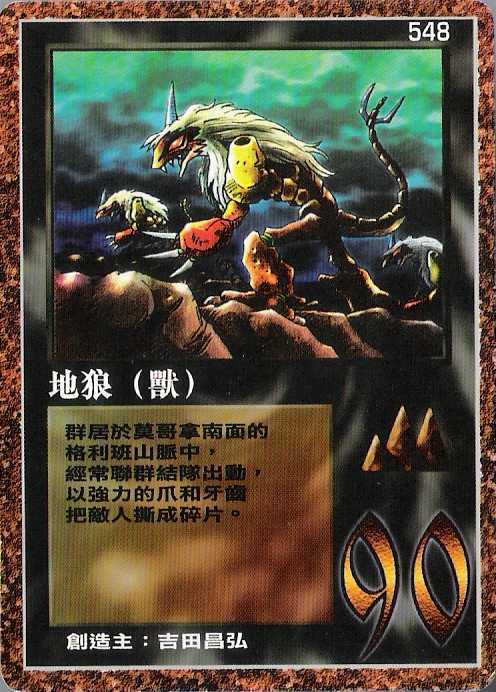 548
地狼（獸）
群居於莫哥拿南面的
格利班山脈中，
經常聯群結隊出動，
以強力的爪和牙齒
把敵人撕成碎片。
90
創造主：吉田昌弘